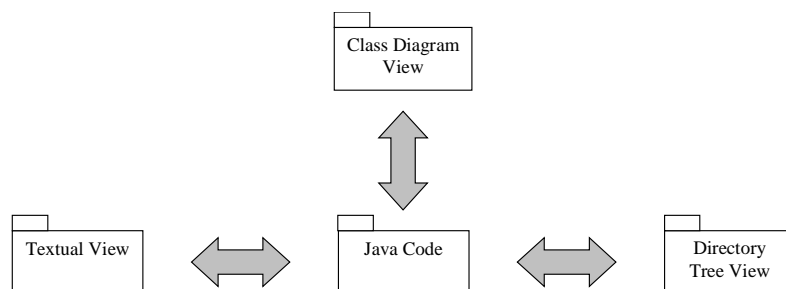 Class Diagram
View
Textual View
Java Code
Directory
Tree View